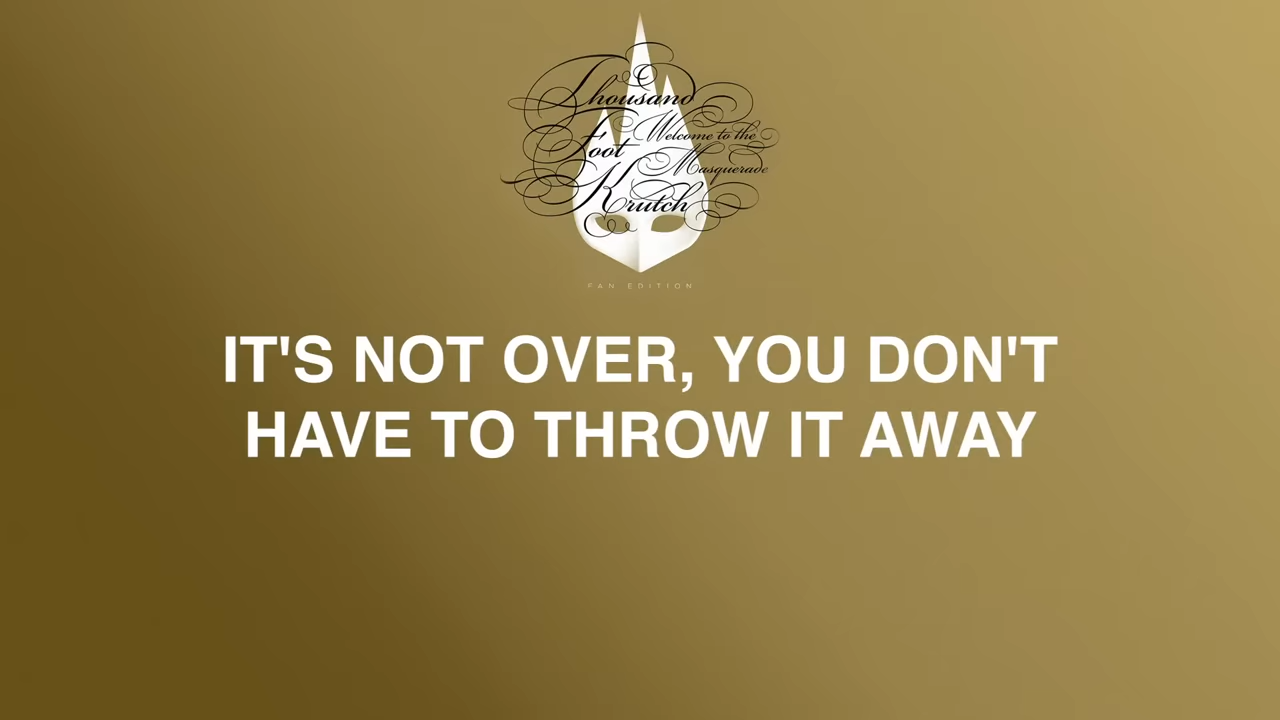 Thousand
Foot
Welcome to the
Masquerade
Krutch
FAN EDITION
IT'S NOT OVER, YOU DON'T
HAVE TO THROW IT AWAY